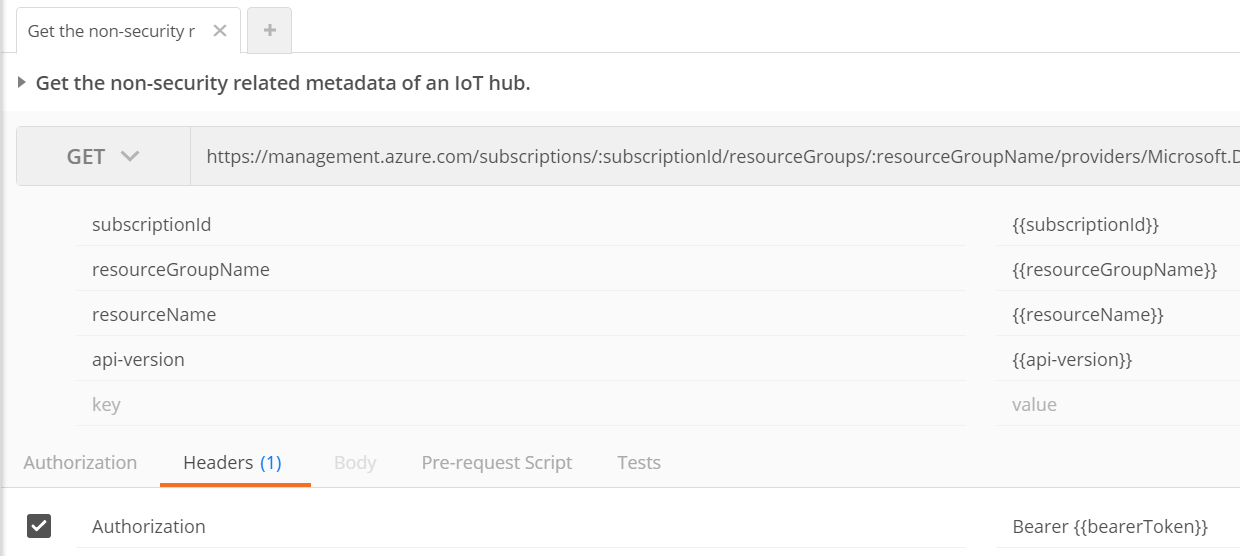 Get the non-security r
Get the non-security related metadata of an IoT hub.
GET https://management.azure.com/subscriptions/:subscriptionId/resourceGroups/:resourceGroupName/providers/Microsoft.D
subscriptionId {{subscriptionId}}
resourceGroupName {{resourceGroupName}}
resourceName {{resourceName}}
api-version {{api-version}}
key value
Authorization Headers (1) Body Pre-request Script Tests
Authorization Bearer {{bearerToken}}